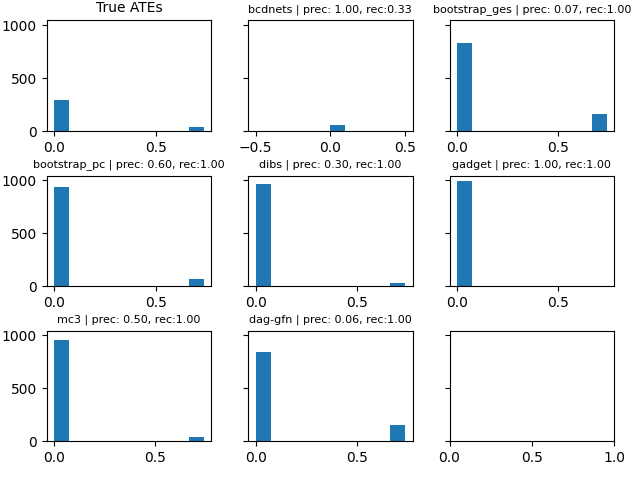 True ATEs
bcdnets | prec: 1.00, rec:0.33
bootstrap_ges | prec: 0.07, rec:1.00
1000
500
0
0.0 0.5
−0.5 0.0 0.5
0.0 0.5
bootstrap_pc | prec: 0.60, rec:1.00
dibs | prec: 0.30, rec:1.00
gadget | prec: 1.00, rec:1.00
1000
500
0
0.0 0.5
0.0 0.5
0.0 0.5
mc3 | prec: 0.50, rec:1.00
dag-gfn | prec: 0.06, rec:1.00
1000
500
0
0.0 0.5
0.0 0.5
0.0 0.5 1.0